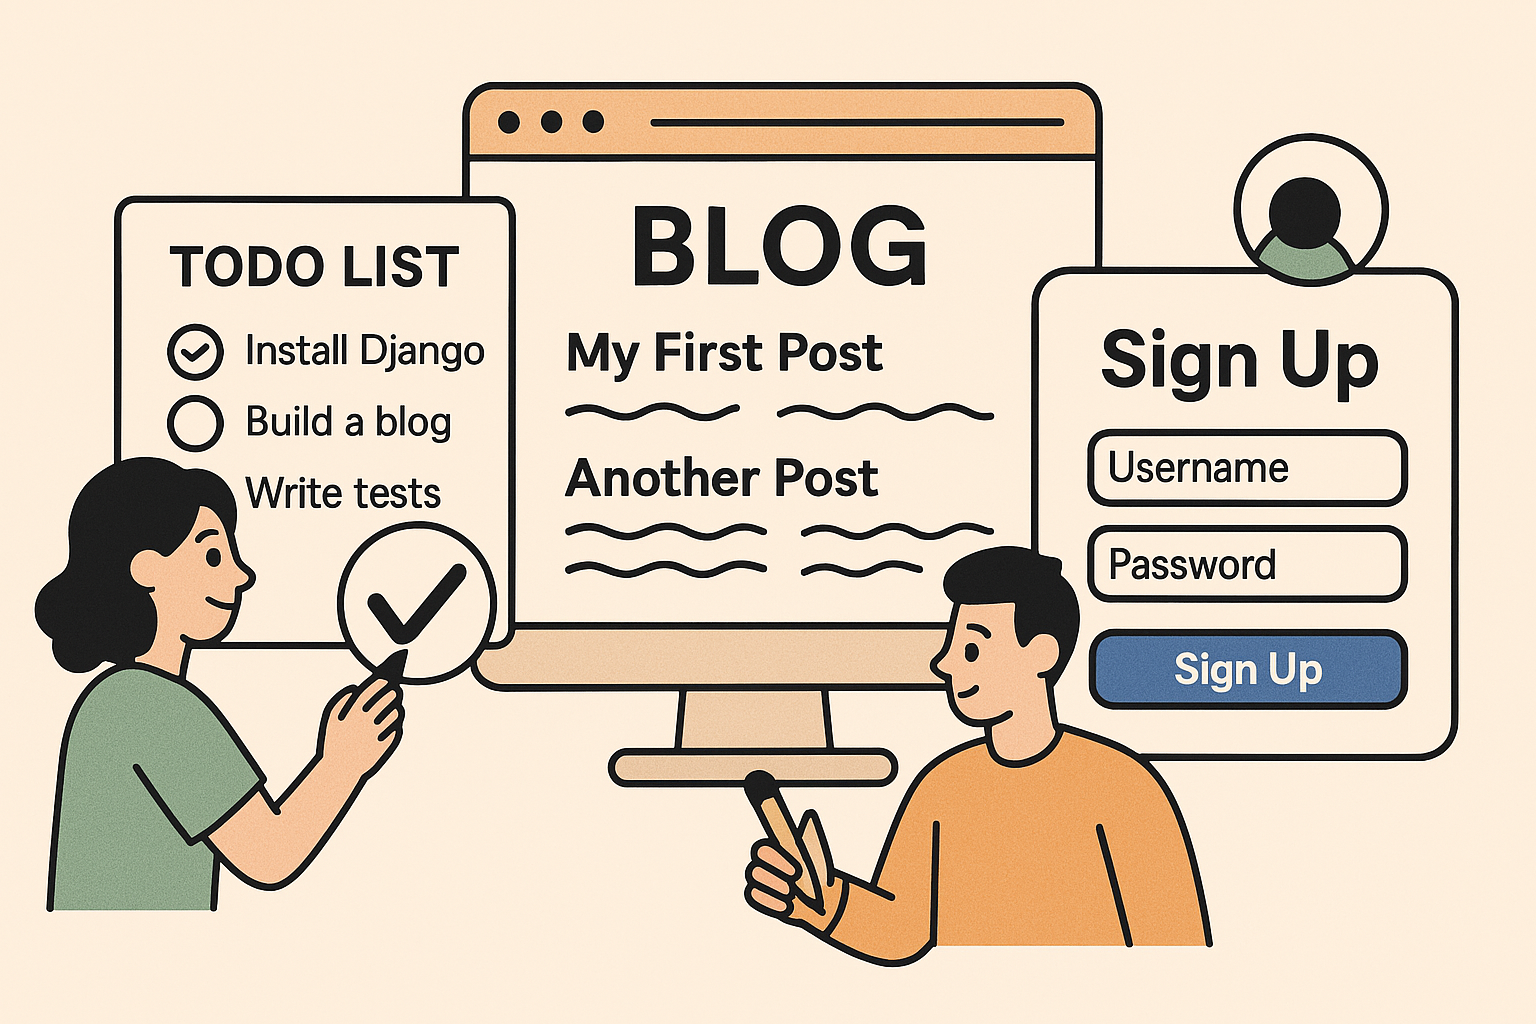 TODO LIST
Install Django
Build a blog
Write tests
BLOG
My First Post
Another Post
Sign Up
Username
Password
Sign Up